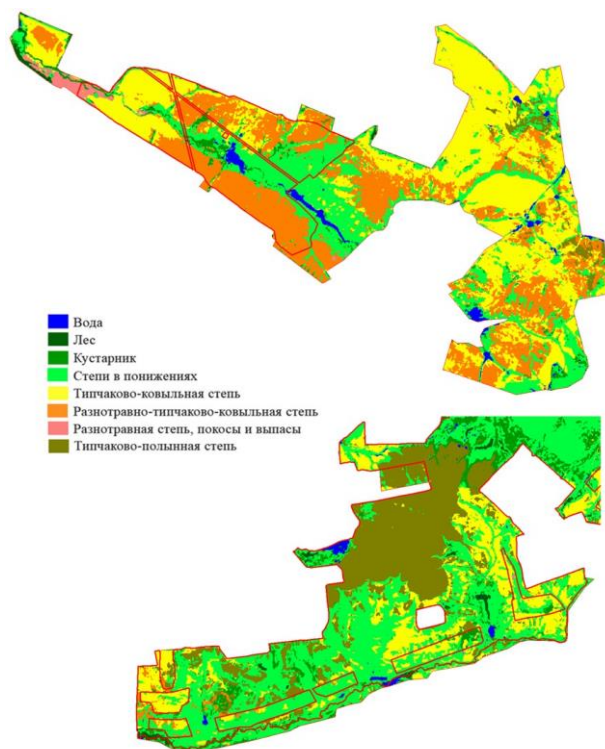 Вода
Лес
Кустарник
Степи в понижениях
Типчаково-ковыльная степь
Разнотравно-типчаково-ковыльная степь
Разнотравная степь, покосы и выпасы
Типчаково-полынная степь